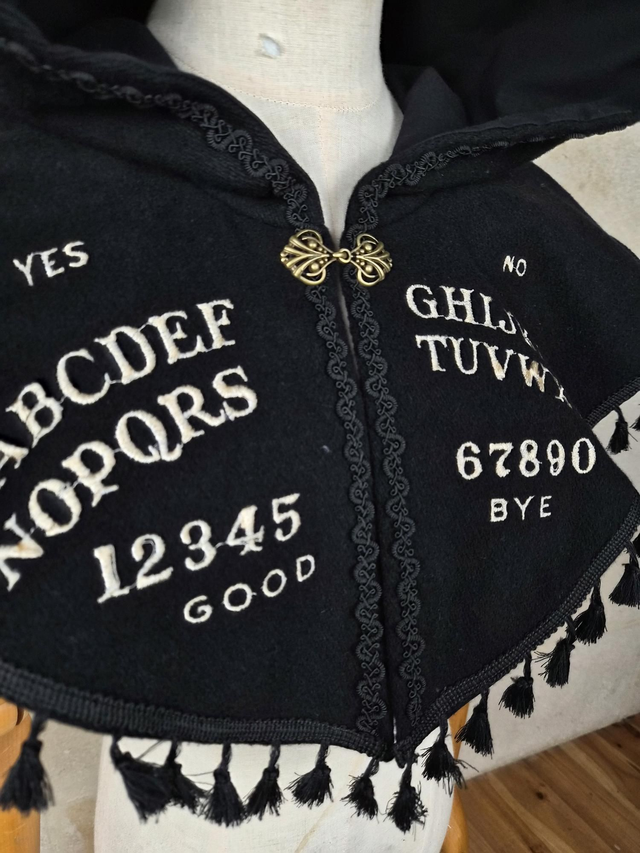 YES NO
ABCDEF GHIJ
NOPQRS TUVW
12345 67890
GOOD BYE